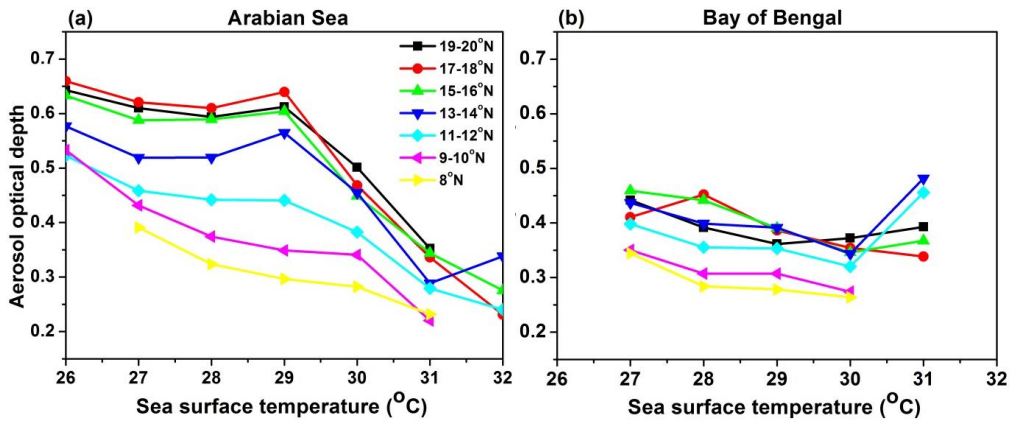 (a) Arabian Sea
19-20°N
17-18°N
15-16°N
13-14°N
11-12°N
9-10°N
8°N
Aerosol optical depth
0.7
0.6
0.5
0.4
0.3
0.2
26 27 28 29 30 31 32
Sea surface temperature (°C)
(b) Bay of Bengal
0.7
0.6
0.5
0.4
0.3
0.2
26 27 28 29 30 31 32
Sea surface temperature (°C)